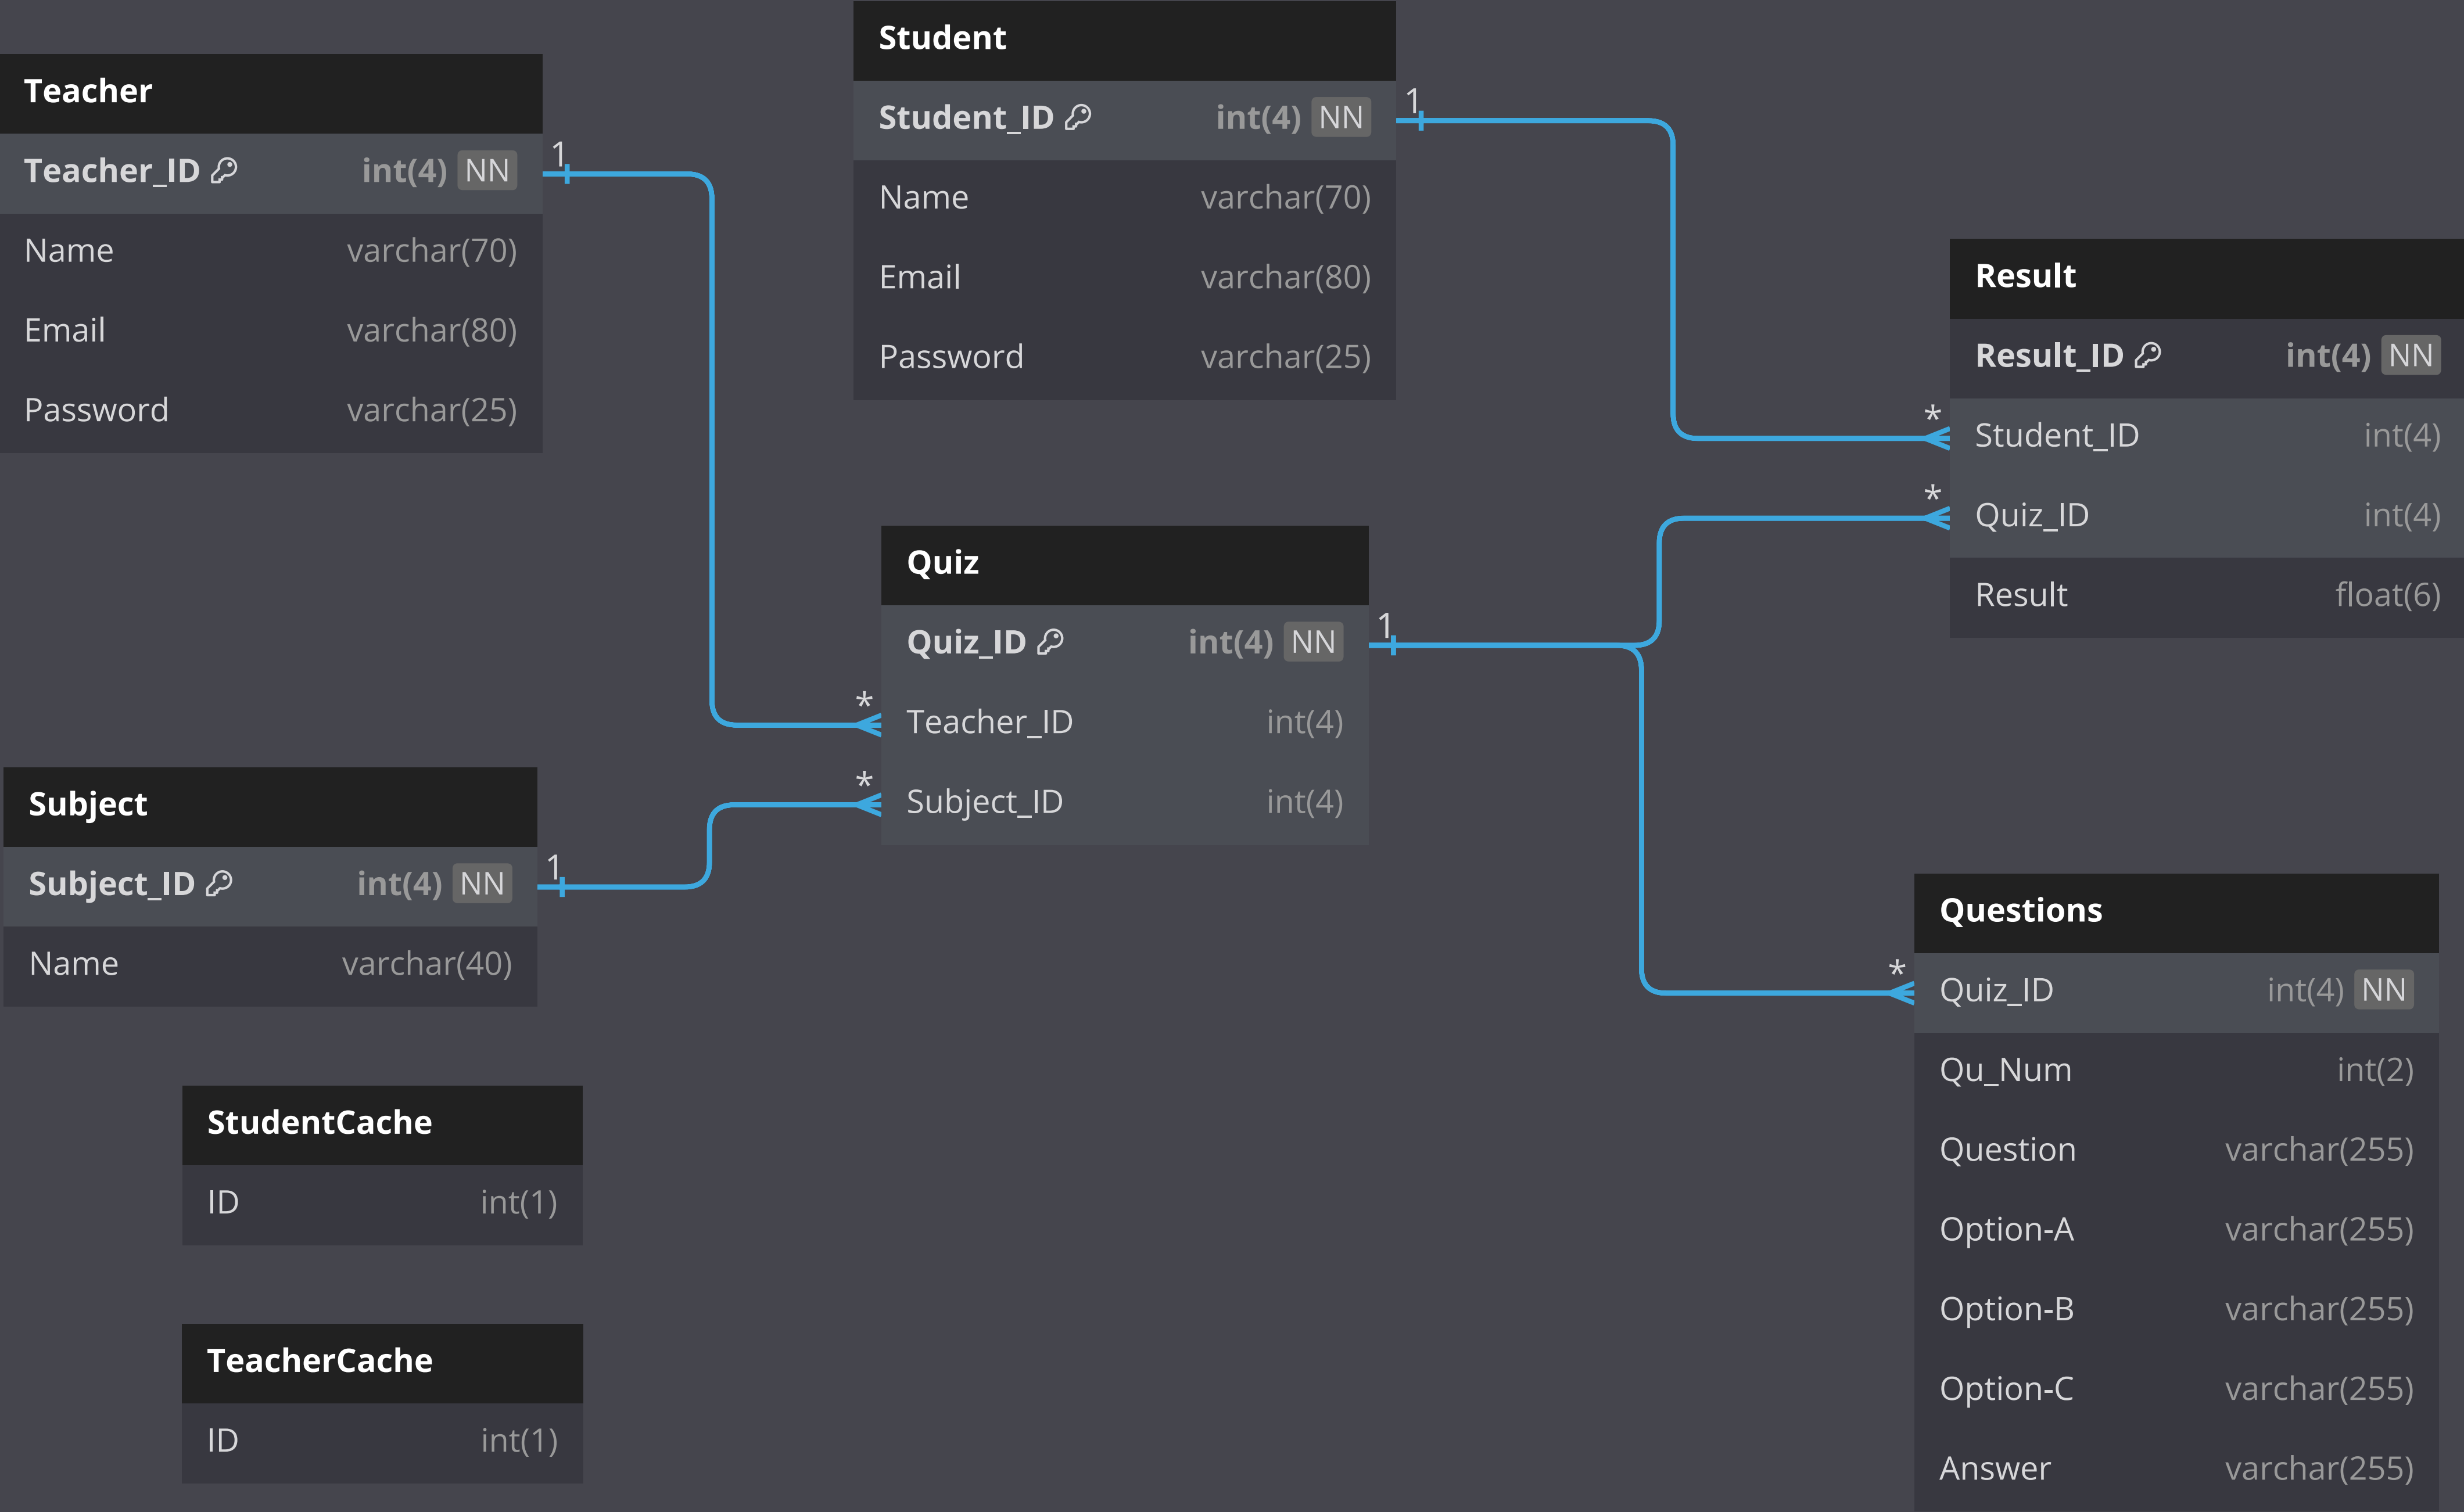 Teacher
Teacher_ID int(4) NN
Name varchar(70)
Email varchar(80)
Password varchar(25)
1
Student
Student_ID int(4) NN
Name varchar(70)
Email varchar(80)
Password varchar(25)
1
Result
Result_ID int(4) NN
* Student_ID int(4)
* Quiz_ID int(4)
Result float(6)
Quiz
Quiz_ID int(4) NN 1
* Teacher_ID int(4)
* Subject_ID int(4)
Subject
Subject_ID int(4) NN 1
Name varchar(40)
Questions
* Quiz_ID int(4) NN
Qu_Num int(2)
Question varchar(255)
Option-A varchar(255)
Option-B varchar(255)
Option-C varchar(255)
Answer varchar(255)
StudentCache
ID int(1)
TeacherCache
ID int(1)